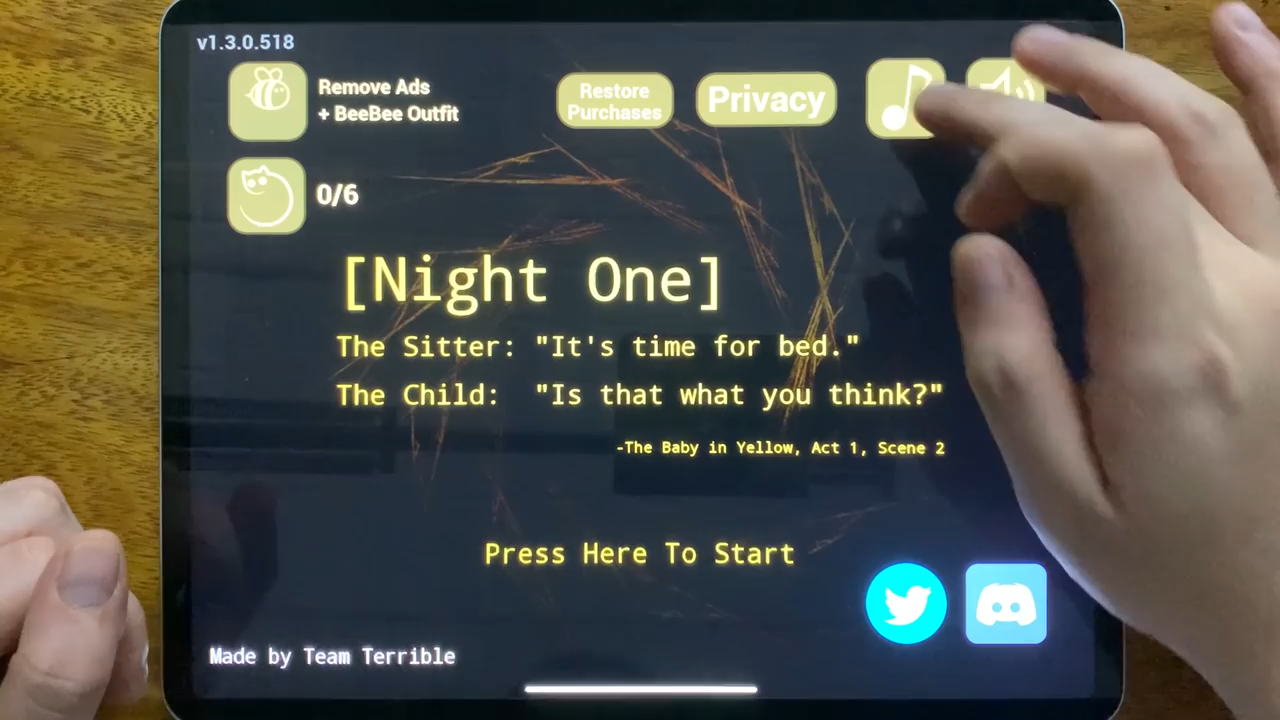 v1.3.0.518
Remove Ads
+ BeeBee Outfit
Restore
Purchases
Privacy
0/6
[Night One]
The Sitter: "It's time for bed."
The Child: "Is that what you think?"
-The Baby in Yellow, Act 1, Scene 2
Press Here To Start
Made by Team Terrible